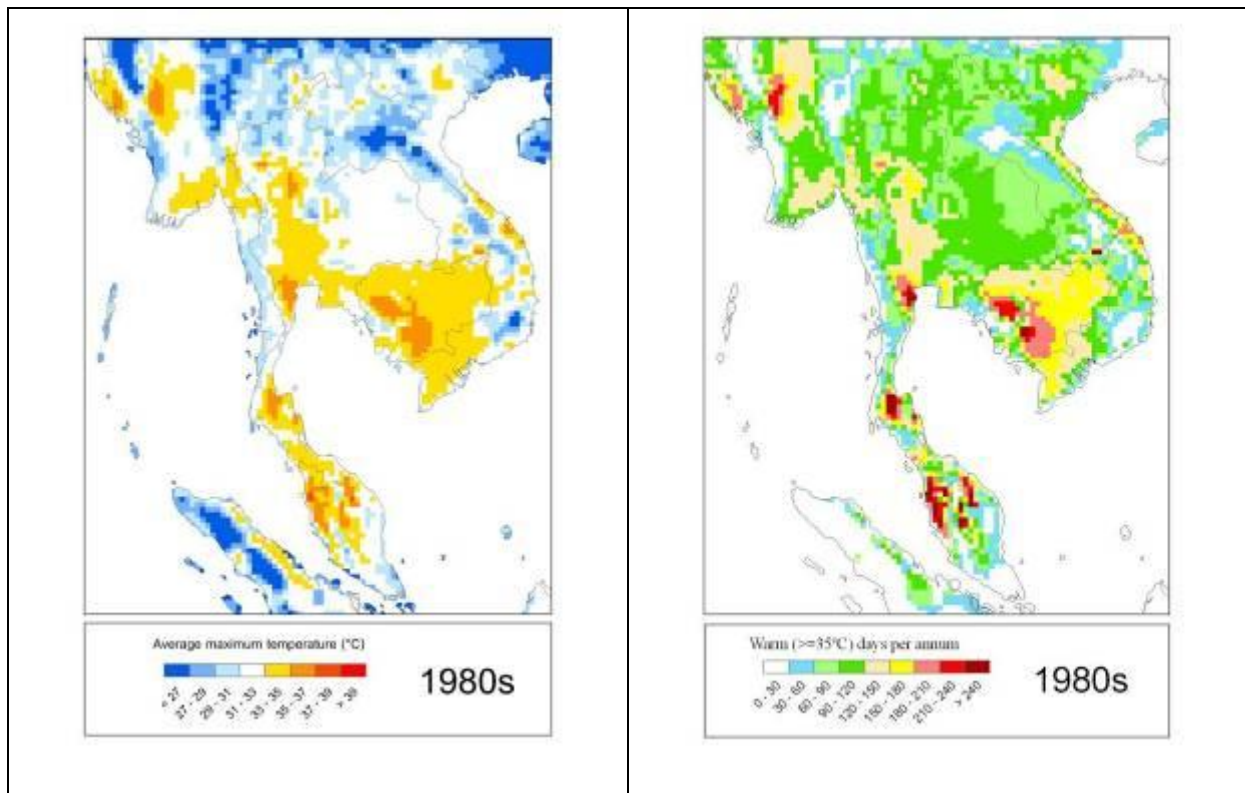 Average maximum temperature (°C)
< 27
27 - 29
29 - 31
31 - 33
33 - 35
35 - 37
37 - 39
> 39
1980s
Warm (>=35°C) days per annum
0 - 30
30 - 60
60 - 90
90 - 120
120 - 150
150 - 180
180 - 210
210 - 240
> 240
1980s